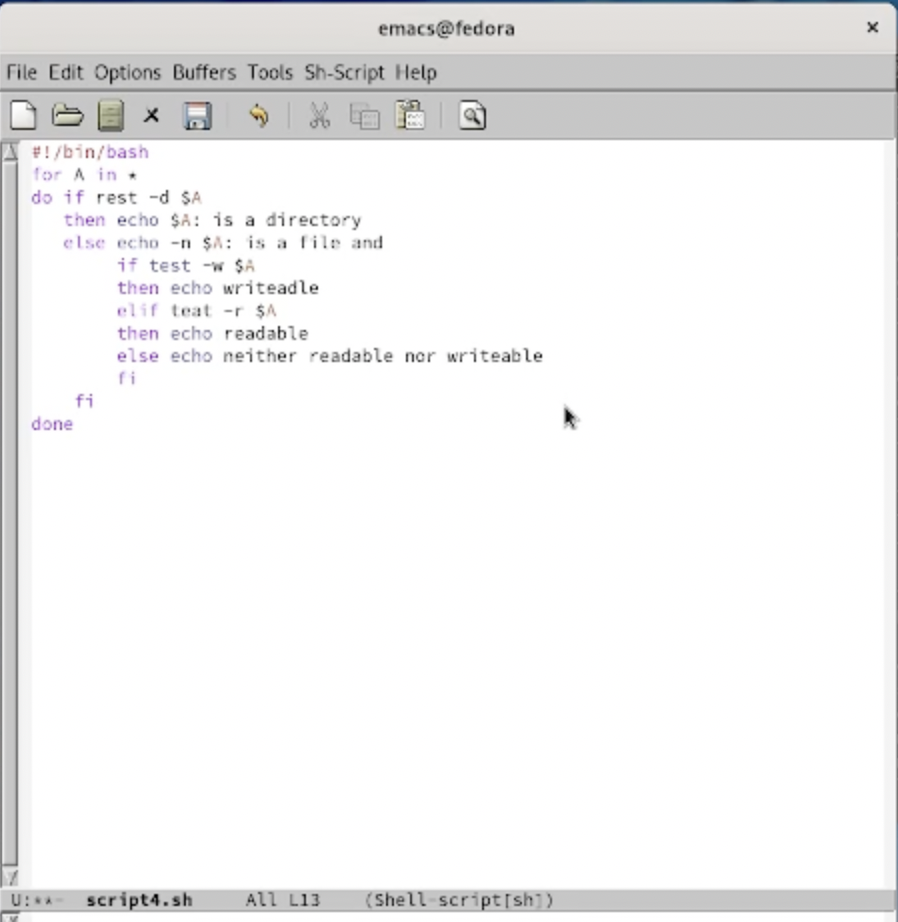 emacs@fedora
File Edit Options Buffers Tools Sh-Script Help
#!/bin/bash
for A in *
do if rest -d $A
then echo $A: is a directory
else echo -n $A: is a file and
if test -w $A
then echo writeadle
elif teat -r $A
then echo readable
else echo neither readable nor writeable
fi
fi
done
U:**- script4.sh All L13 (Shell-script[sh])